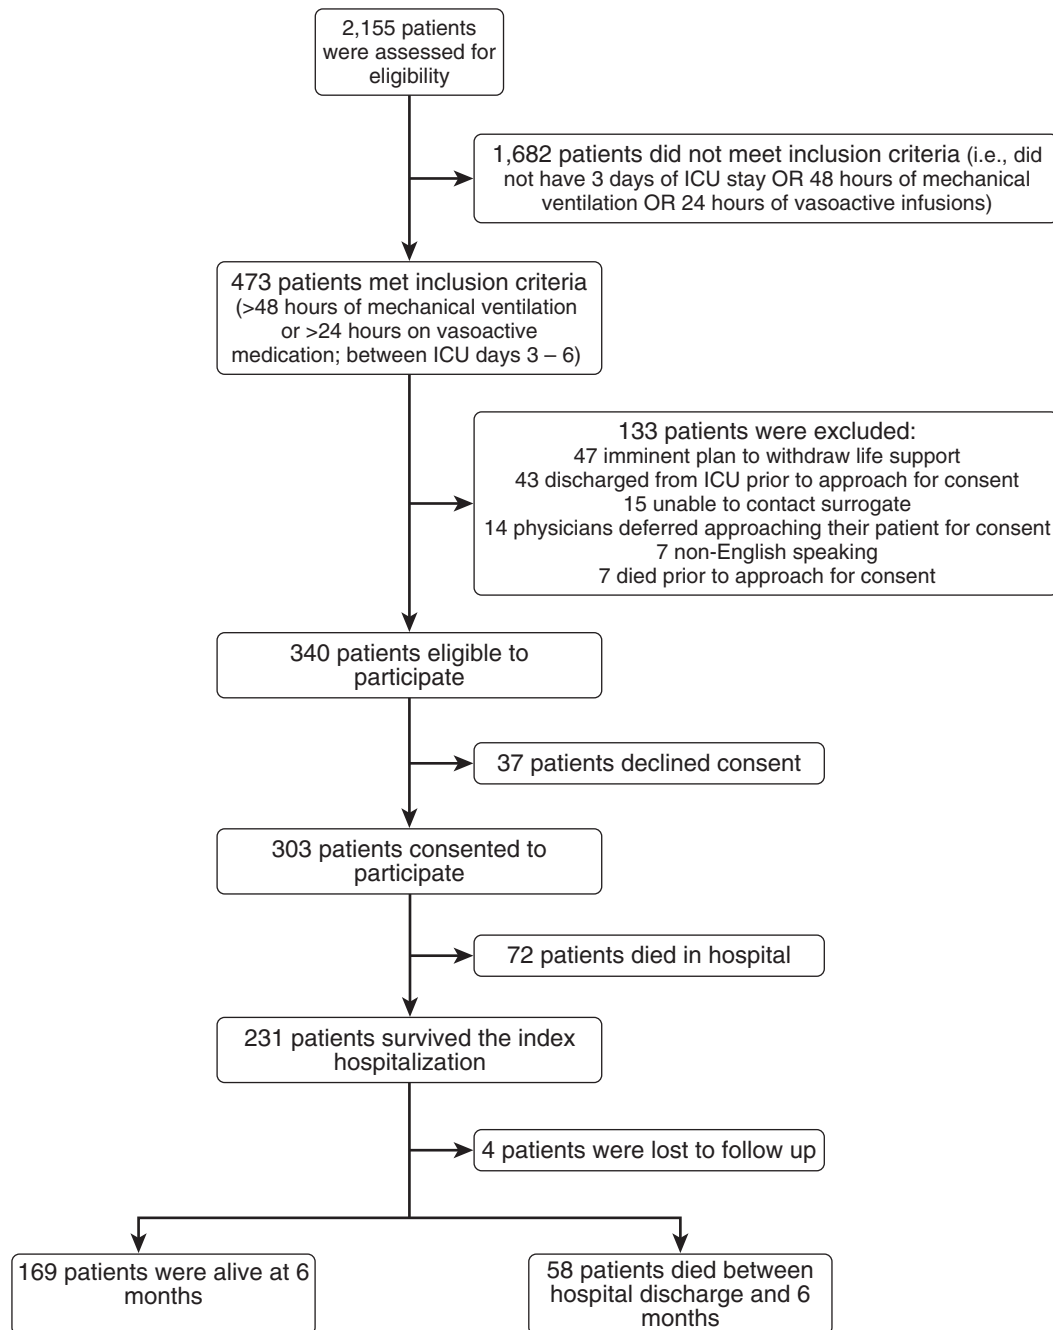 2,155 patients
were assessed for
eligibility
1,682 patients did not meet inclusion criteria (i.e., did
not have 3 days of ICU stay OR 48 hours of mechanical
ventilation OR 24 hours of vasoactive infusions)
473 patients met inclusion criteria
(>48 hours of mechanical ventilation
or >24 hours on vasoactive
medication; between ICU days 3 – 6)
133 patients were excluded:
47 imminent plan to withdraw life support
43 discharged from ICU prior to approach for consent
15 unable to contact surrogate
14 physicians deferred approaching their patient for consent
7 non-English speaking
7 died prior to approach for consent
340 patients eligible to
participate
37 patients declined consent
303 patients consented to
participate
72 patients died in hospital
231 patients survived the index
hospitalization
4 patients were lost to follow up
169 patients were alive at 6
months
58 patients died between
hospital discharge and 6
months